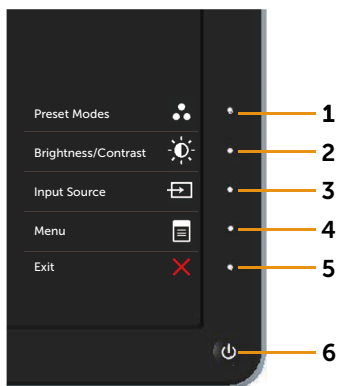 Preset Modes 1
Brightness/Contrast 2
Input Source 3
Menu 4
Exit 5
6